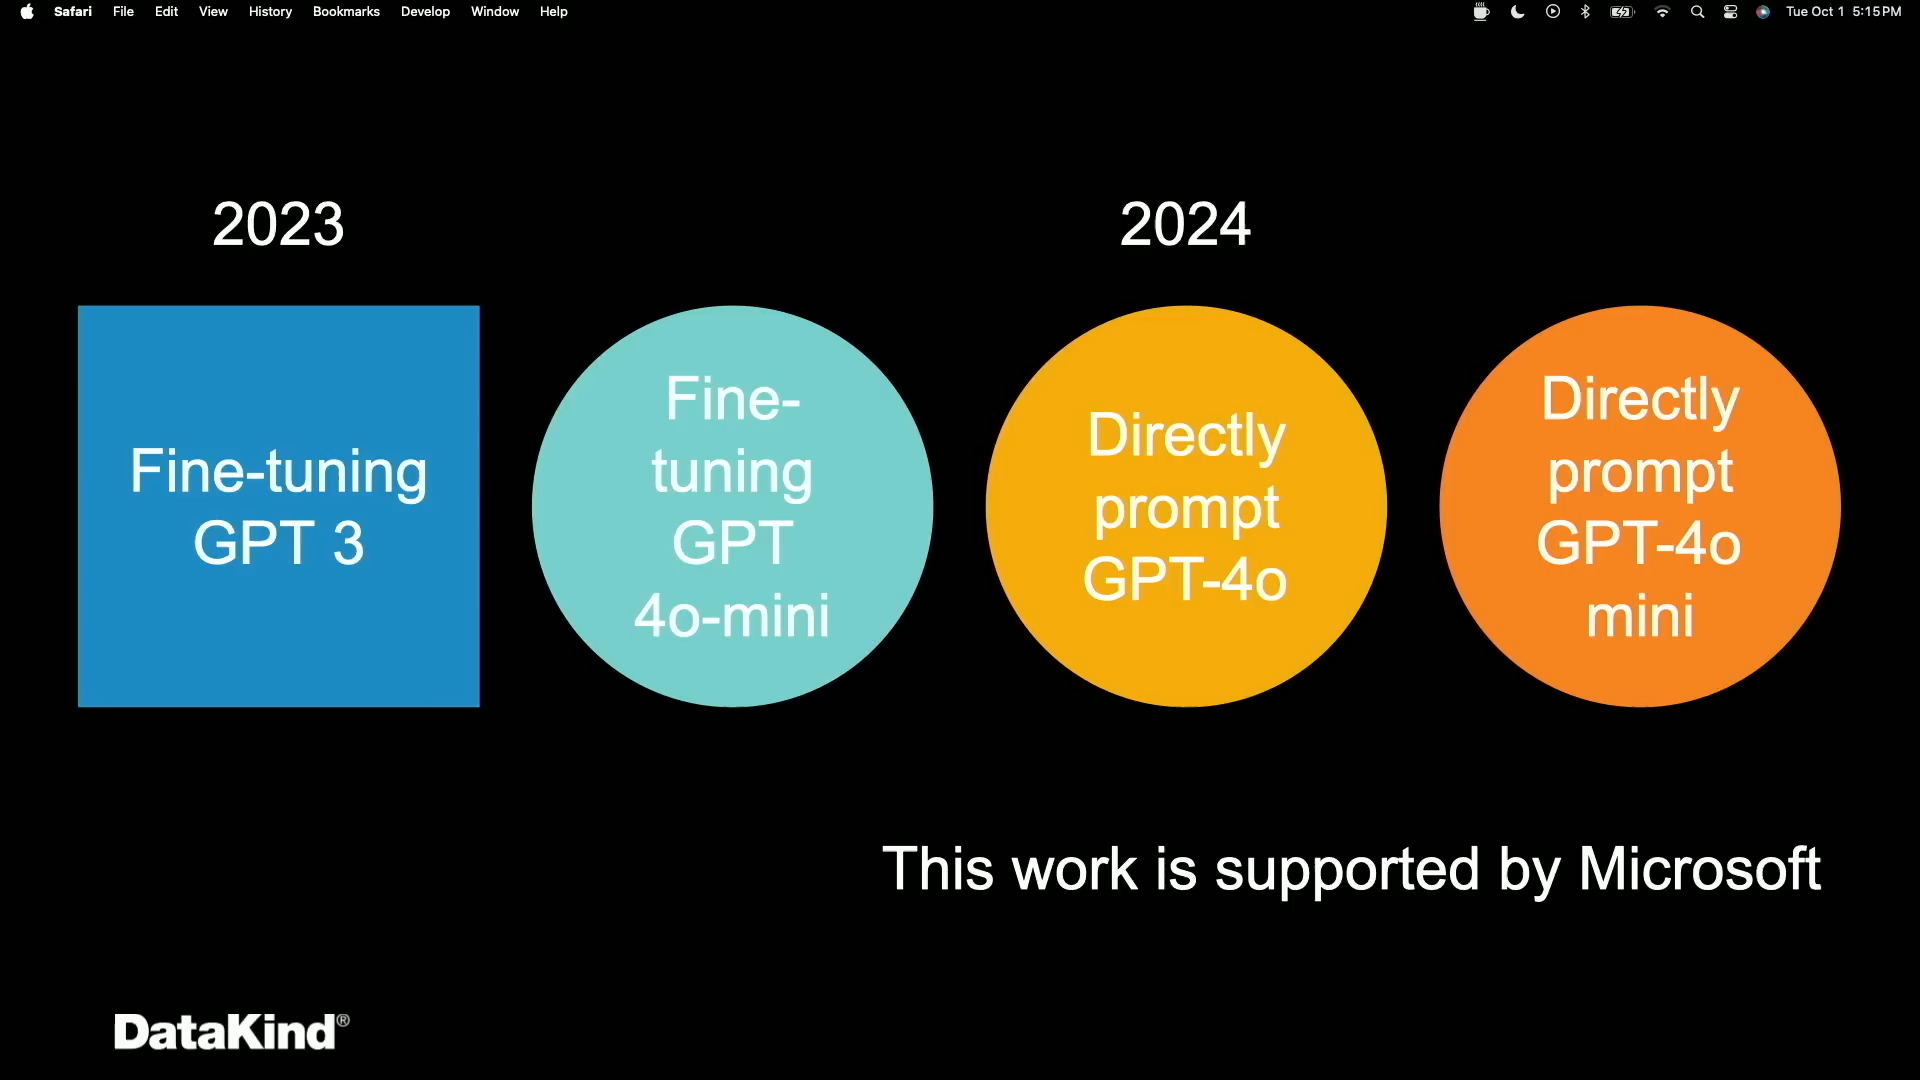 Safari File Edit View History Bookmarks Develop Window Help Tue Oct 1 5:15 PM
2023
2024
Fine-tuning
GPT 3
Fine-
tuning
GPT
4o-mini
Directly
prompt
GPT-4o
Directly
prompt
GPT-4o
mini
This work is supported by Microsoft
DataKind®